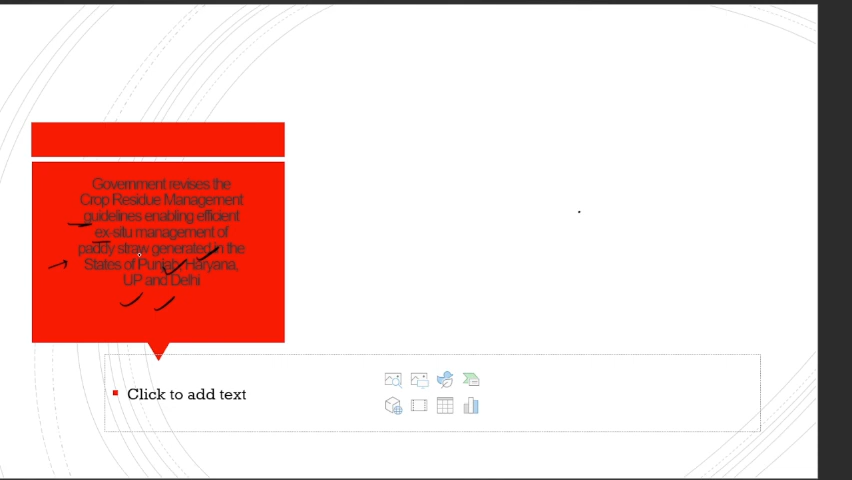 Government revises the
Crop Residue Management
guidelines enabling efficient
ex-situ management of
paddy straw generated in the
States of Punjab, Haryana,
UP and Delhi
Click to add text